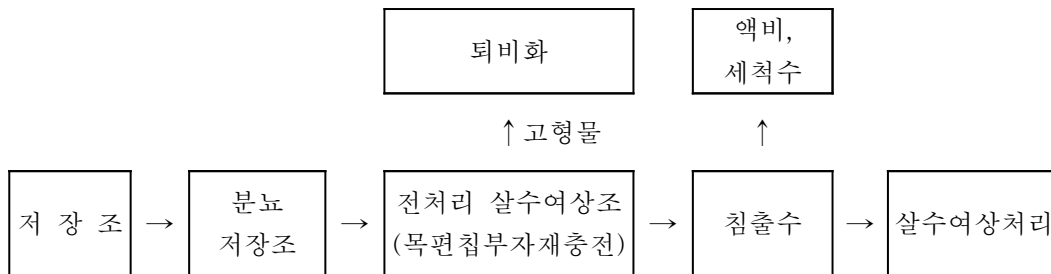 퇴비화
액비,
세척수
↑ 고형물 ↑
저 장 조 → 분뇨 저장조 → 전처리 살수여상조 (목편칩부자재충전) → 침출수 → 살수여상처리